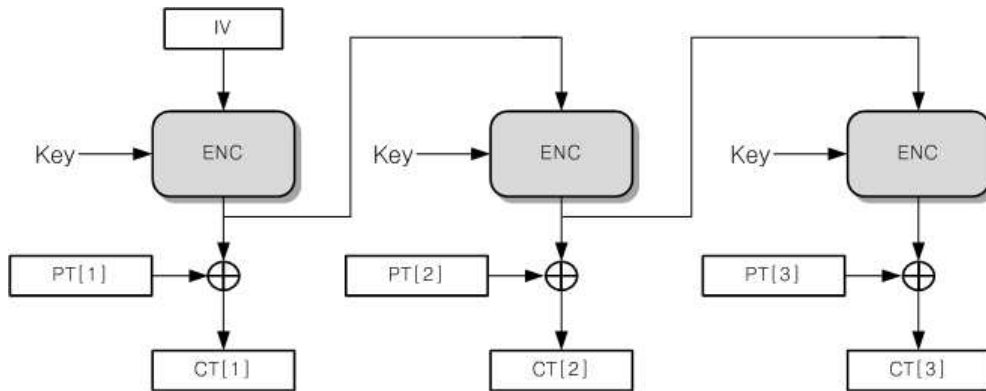 IV
Key
ENC
Key
ENC
Key
ENC
PT[1]
PT[2]
PT[3]
CT[1]
CT[2]
CT[3]